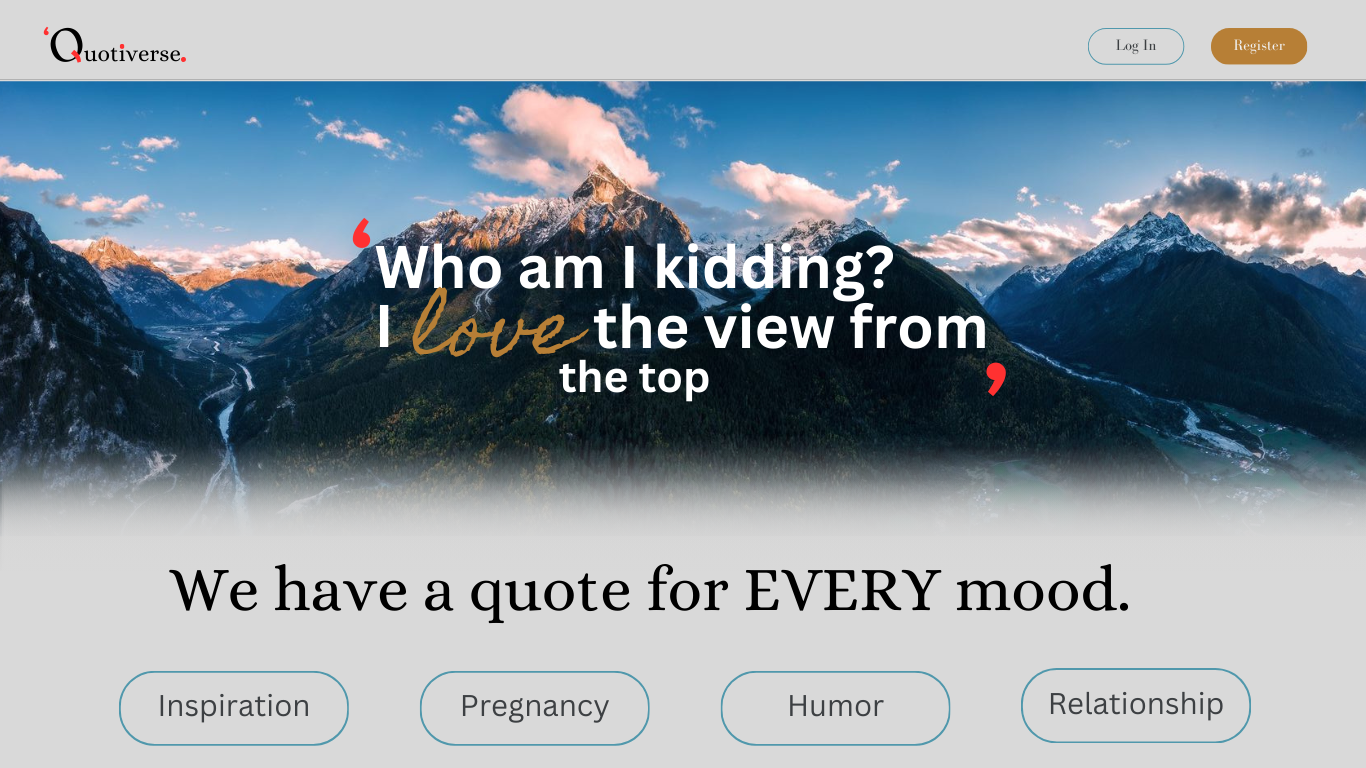 ‘Quotiverse.
Log In
Register
‘Who am I kidding?
I love the view from
the top’
We have a quote for EVERY mood.
Inspiration
Pregnancy
Humor
Relationship